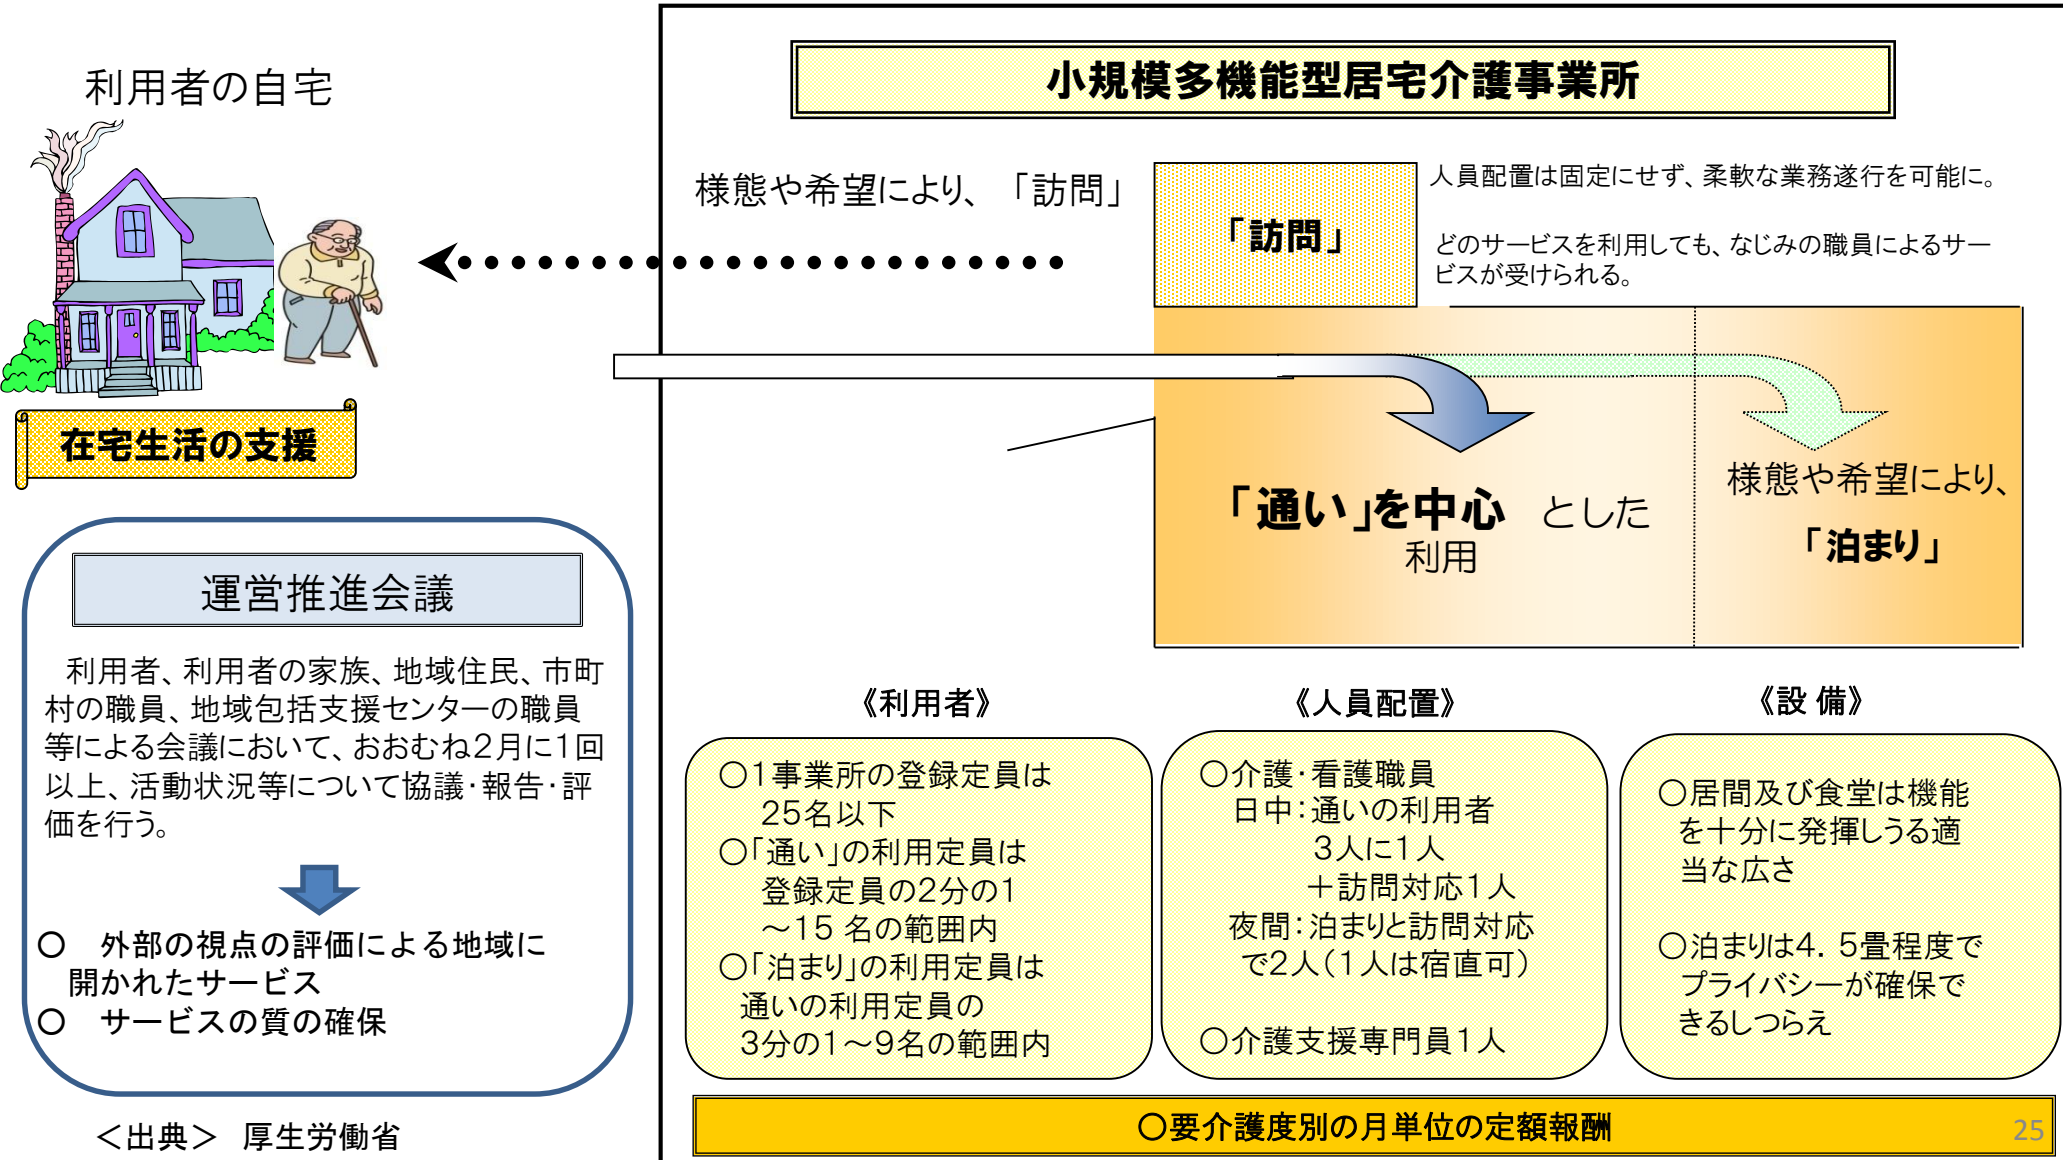 利用者の自宅
在宅生活の支援
運営推進会議
利用者、利用者の家族、地域住民、市町
村の職員、地域包括支援センターの職員
等による会議において、おおむね2月に1回
以上、活動状況等について協議・報告・評
価を行う。
○ 外部の視点の評価による地域に
開かれたサービス
○ サービスの質の確保
＜出典＞ 厚生労働省
小規模多機能型居宅介護事業所
様態や希望により、「訪問」
「訪問」
人員配置は固定にせず、柔軟な業務遂行を可能に。
どのサービスを利用しても、なじみの職員によるサー
ビスが受けられる。
「通い」を中心 とした
利用
様態や希望により、
「泊まり」
《利用者》
○1事業所の登録定員は
25名以下
○「通い」の利用定員は
登録定員の2分の1
～15 名の範囲内
○「泊まり」の利用定員は
通いの利用定員の
3分の1～9名の範囲内
《人員配置》
○介護・看護職員
日中：通いの利用者
3人に1人
＋訪問対応1人
夜間：泊まりと訪問対応
で2人（1人は宿直可）
○介護支援専門員1人
《設 備》
○居間及び食堂は機能
を十分に発揮しうる適
当な広さ
○泊まりは4．5畳程度で
プライバシーが確保で
きるしつらえ
○要介護度別の月単位の定額報酬
25